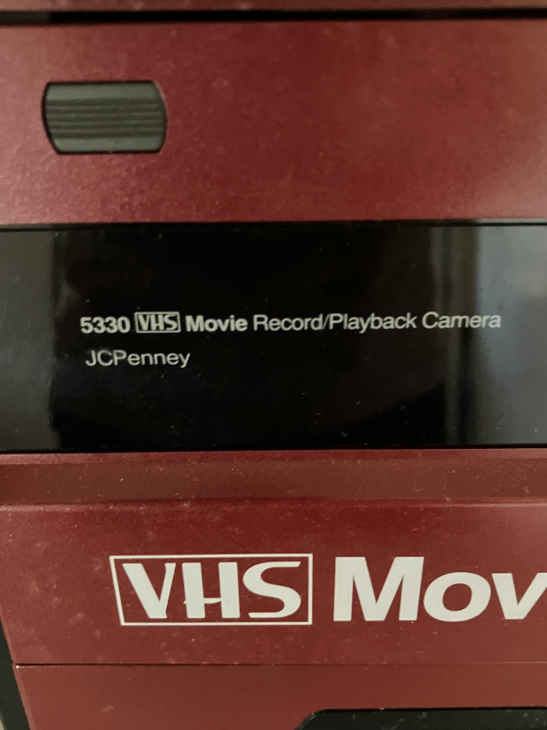 5330 VHS Movie Record/Playback Camera
JCPenney
VHS Mov